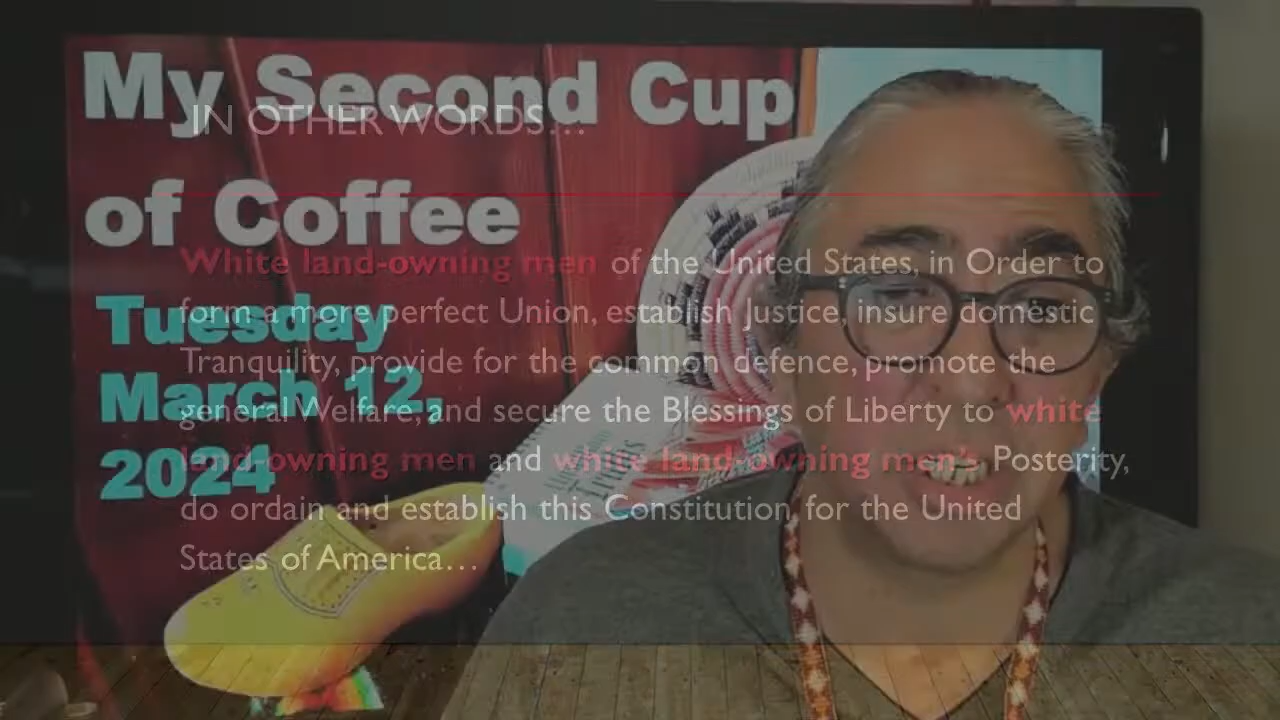 My Second Cup
of Coffee
Tuesday
March 12,
2024
IN OTHER WORDS…
White land-owning men of the United States, in Order to
form a more perfect Union, establish Justice, insure domestic
Tranquility, provide for the common defence, promote the
general Welfare, and secure the Blessings of Liberty to white
land-owning men and white land-owning men's Posterity,
do ordain and establish this Constitution for the United
States of America…